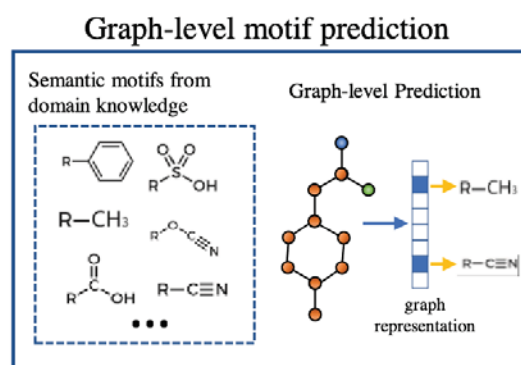 Graph-level motif prediction
Semantic motifs from
domain knowledge
Graph-level Prediction
R
O O
R S OH
R—CH₃
R O C N
O
R C OH
R—C≡N
R—CH₃
R—C≡N
graph
representation